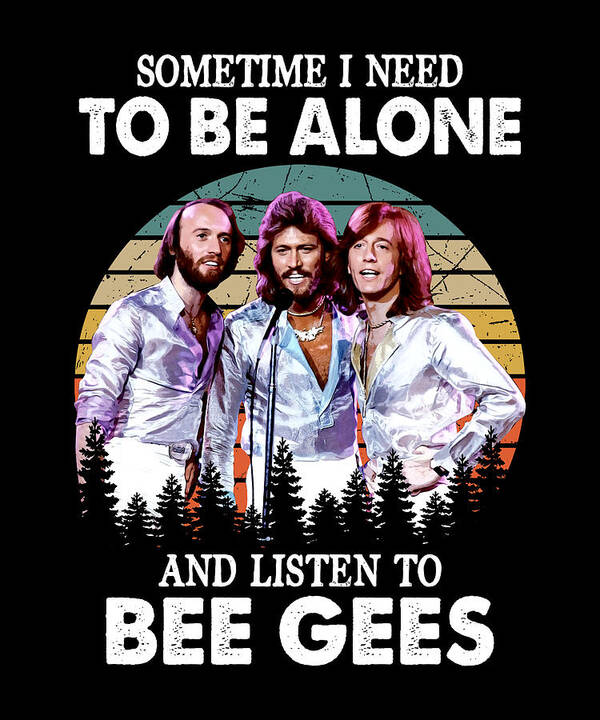 SOMETIME I NEED
TO BE ALONE
AND LISTEN TO
BEE GEES